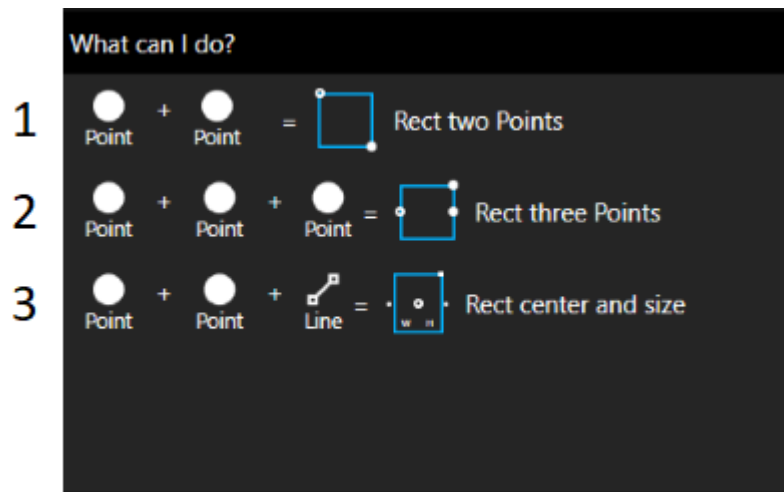 What can I do?
1 Point + Point = Rect two Points
2 Point + Point + Point = Rect three Points
3 Point + Point + Line = W H Rect center and size